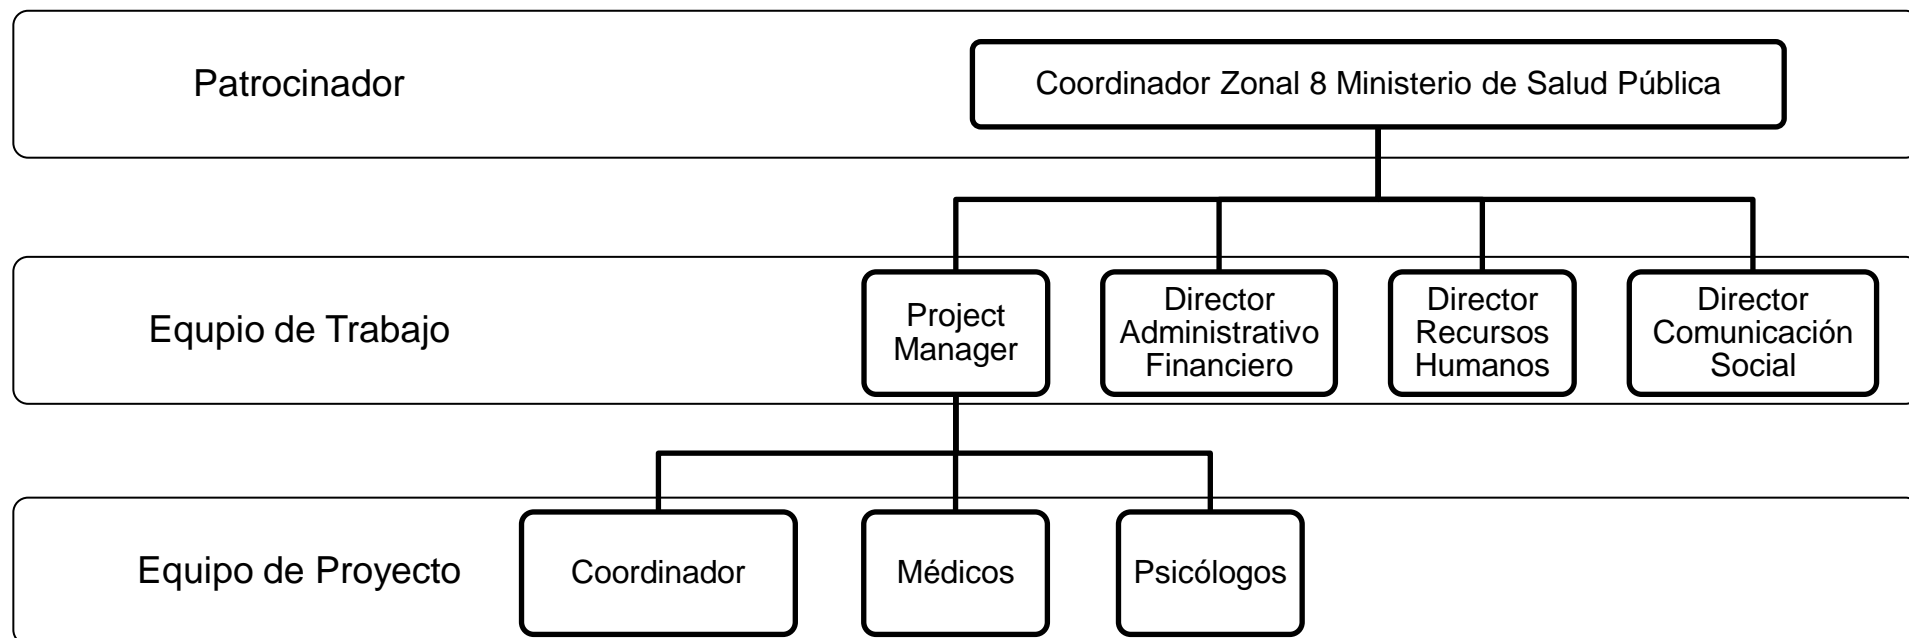 Patrocinador
Coordinador Zonal 8 Ministerio de Salud Pública
Equpio de Trabajo
Project
Manager
Director
Administrativo
Financiero
Director
Recursos
Humanos
Director
Comunicación
Social
Equipo de Proyecto
Coordinador
Médicos
Psicólogos